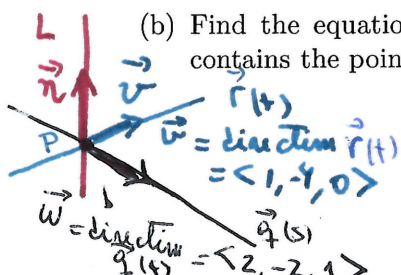 (b) Find the equatio
contains the poin
L
n
v
r(t)
P
v
= direction r(t)
= < 1, -4, 0 >
w = direction
q(s)
q(t) = < 2, -2, 1 >